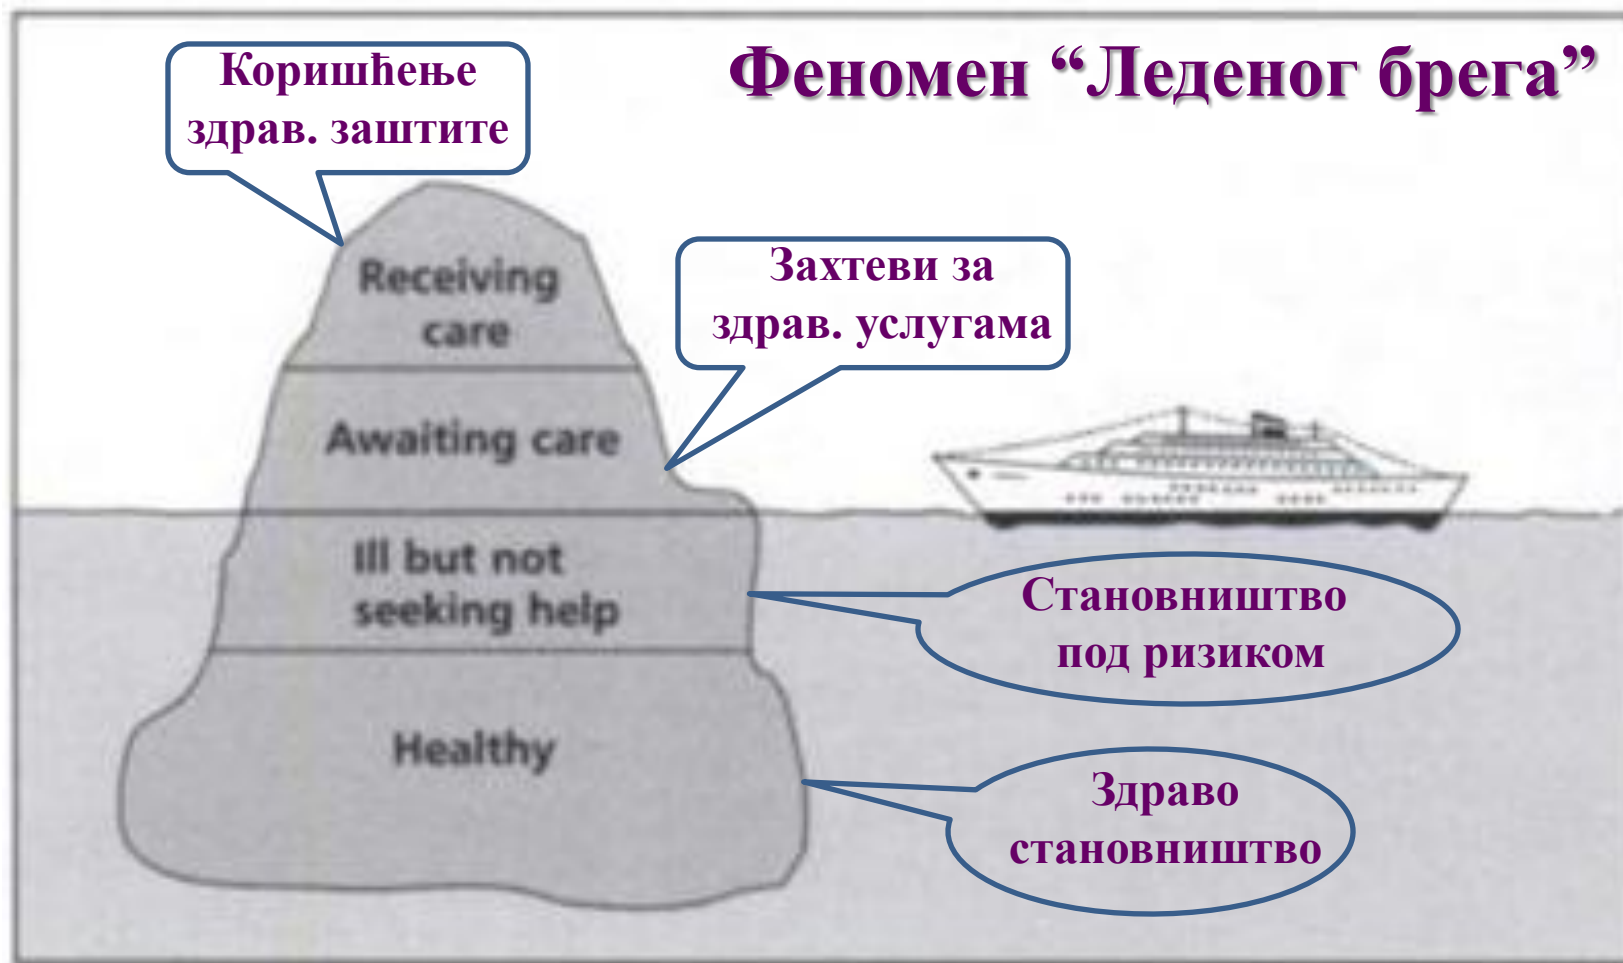 Феномен “Леденог брега”
Коришћење
здрав. заштите
Receiving
care
Захтеви за
здрав. услугама
Awaiting care
Ill but not
seeking help
Становништво
под ризиком
Healthy
Здраво
становништво